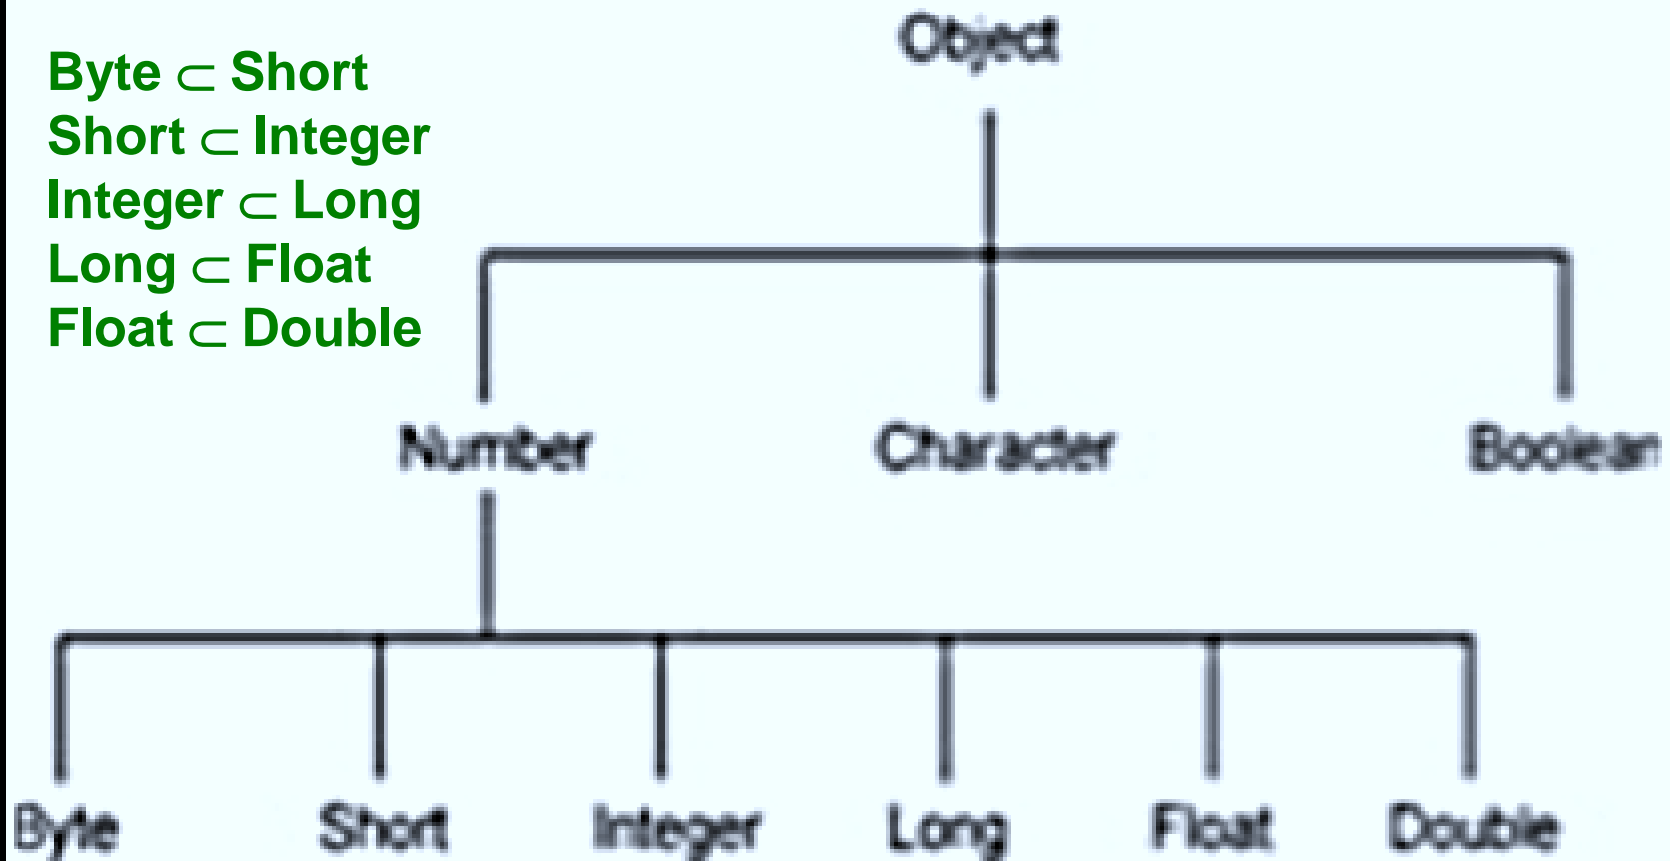 Object
Byte ⊂ Short
Short ⊂ Integer
Integer ⊂ Long
Long ⊂ Float
Float ⊂ Double
Number Character Boolean
Byte Short Integer Long Float Double